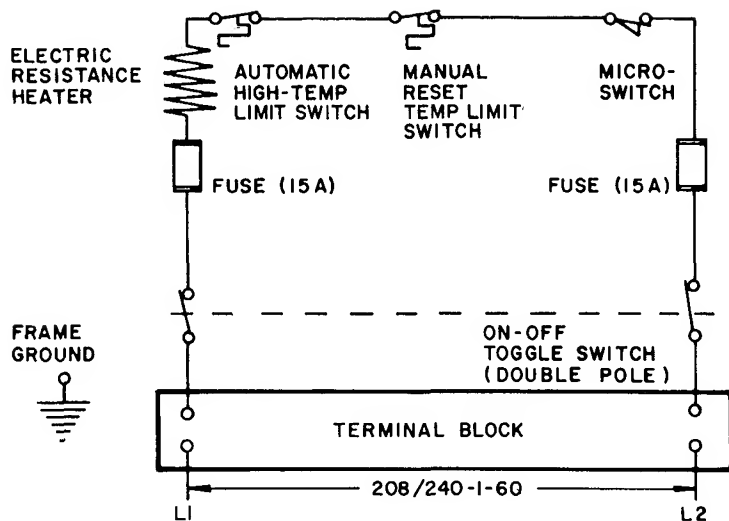 ELECTRIC
RESISTANCE
HEATER
AUTOMATIC
HIGH-TEMP
LIMIT SWITCH
MANUAL
RESET
TEMP LIMIT
SWITCH
MICRO-
SWITCH
FUSE (15A)
FUSE (15A)
FRAME
GROUND
ON-OFF
TOGGLE SWITCH
(DOUBLE POLE)
TERMINAL BLOCK
208/240-1-60
L1
L2